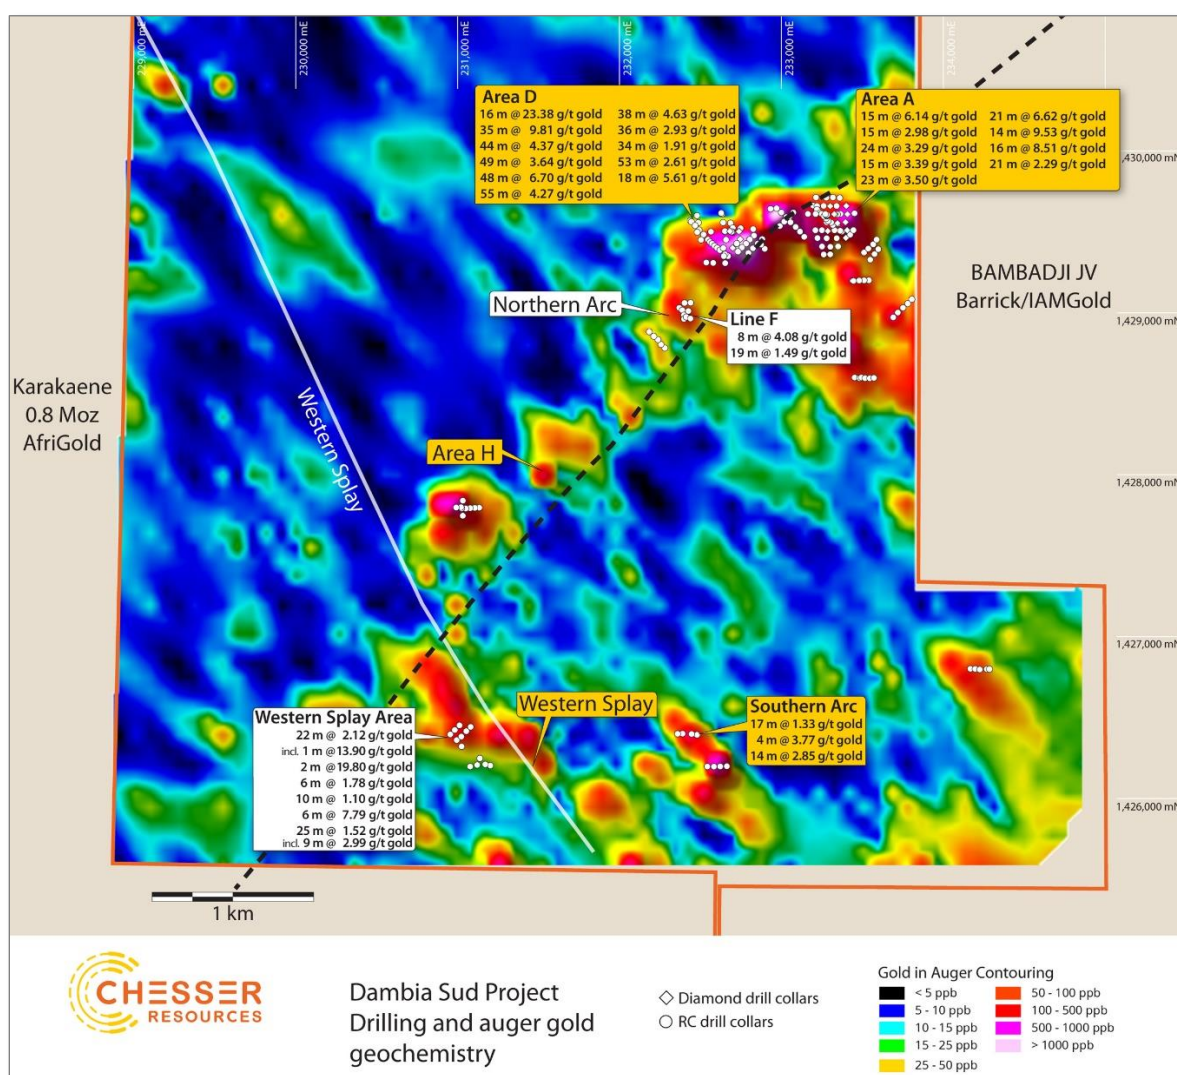 229,000 mE
230,000 mE
231,000 mE
232,000 mE
233,000 mE
234,000 mE
Area D
16 m @ 23.38 g/t gold 38 m @ 4.63 g/t gold
35 m @ 9.81 g/t gold 36 m @ 2.93 g/t gold
44 m @ 4.37 g/t gold 34 m @ 1.91 g/t gold
49 m @ 3.64 g/t gold 53 m @ 2.61 g/t gold
48 m @ 6.70 g/t gold 18 m @ 5.61 g/t gold
55 m @ 4.27 g/t gold
Area A
15 m @ 6.14 g/t gold 21 m @ 6.62 g/t gold
15 m @ 2.98 g/t gold 14 m @ 9.53 g/t gold
24 m @ 3.29 g/t gold 16 m @ 8.51 g/t gold
15 m @ 3.39 g/t gold 21 m @ 2.29 g/t gold
23 m @ 3.50 g/t gold
1,430,000 mN
BAMBADJI JV
Barrick/IAMGold
Northern Arc
Line F
8 m @ 4.08 g/t gold
19 m @ 1.49 g/t gold
1,429,000 mN
Karakaene
0.8 Moz
AfriGold
Western Splay
Area H
1,428,000 mN
1,427,000 mN
Western Splay
Western Splay Area
22 m @ 2.12 g/t gold
incl. 1 m @ 13.90 g/t gold
2 m @ 19.80 g/t gold
6 m @ 1.78 g/t gold
10 m @ 1.10 g/t gold
6 m @ 7.79 g/t gold
25 m @ 1.52 g/t gold
incl. 9 m @ 2.99 g/t gold
Southern Arc
17 m @ 1.33 g/t gold
4 m @ 3.77 g/t gold
14 m @ 2.85 g/t gold
1,426,000 mN
1 km
CHESSER
RESOURCES
Dambia Sud Project
Drilling and auger gold
geochemistry
Diamond drill collars
RC drill collars
Gold in Auger Contouring
< 5 ppb
5 - 10 ppb
10 - 15 ppb
15 - 25 ppb
25 - 50 ppb
50 - 100 ppb
100 - 500 ppb
500 - 1000 ppb
> 1000 ppb